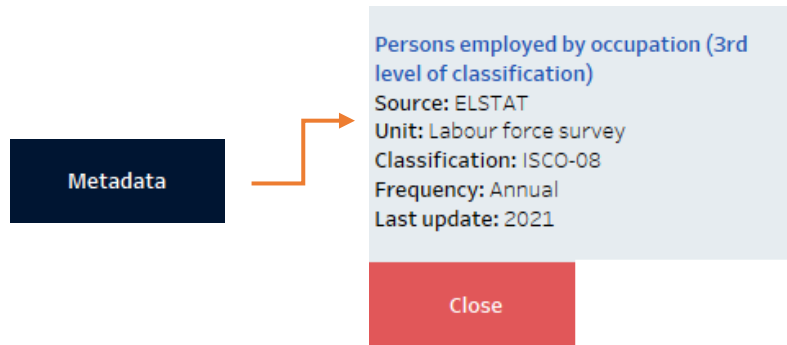 Metadata
Persons employed by occupation (3rd
level of classification)
Source: ELSTAT
Unit: Labour force survey
Classification: ISCO-08
Frequency: Annual
Last update: 2021
Close